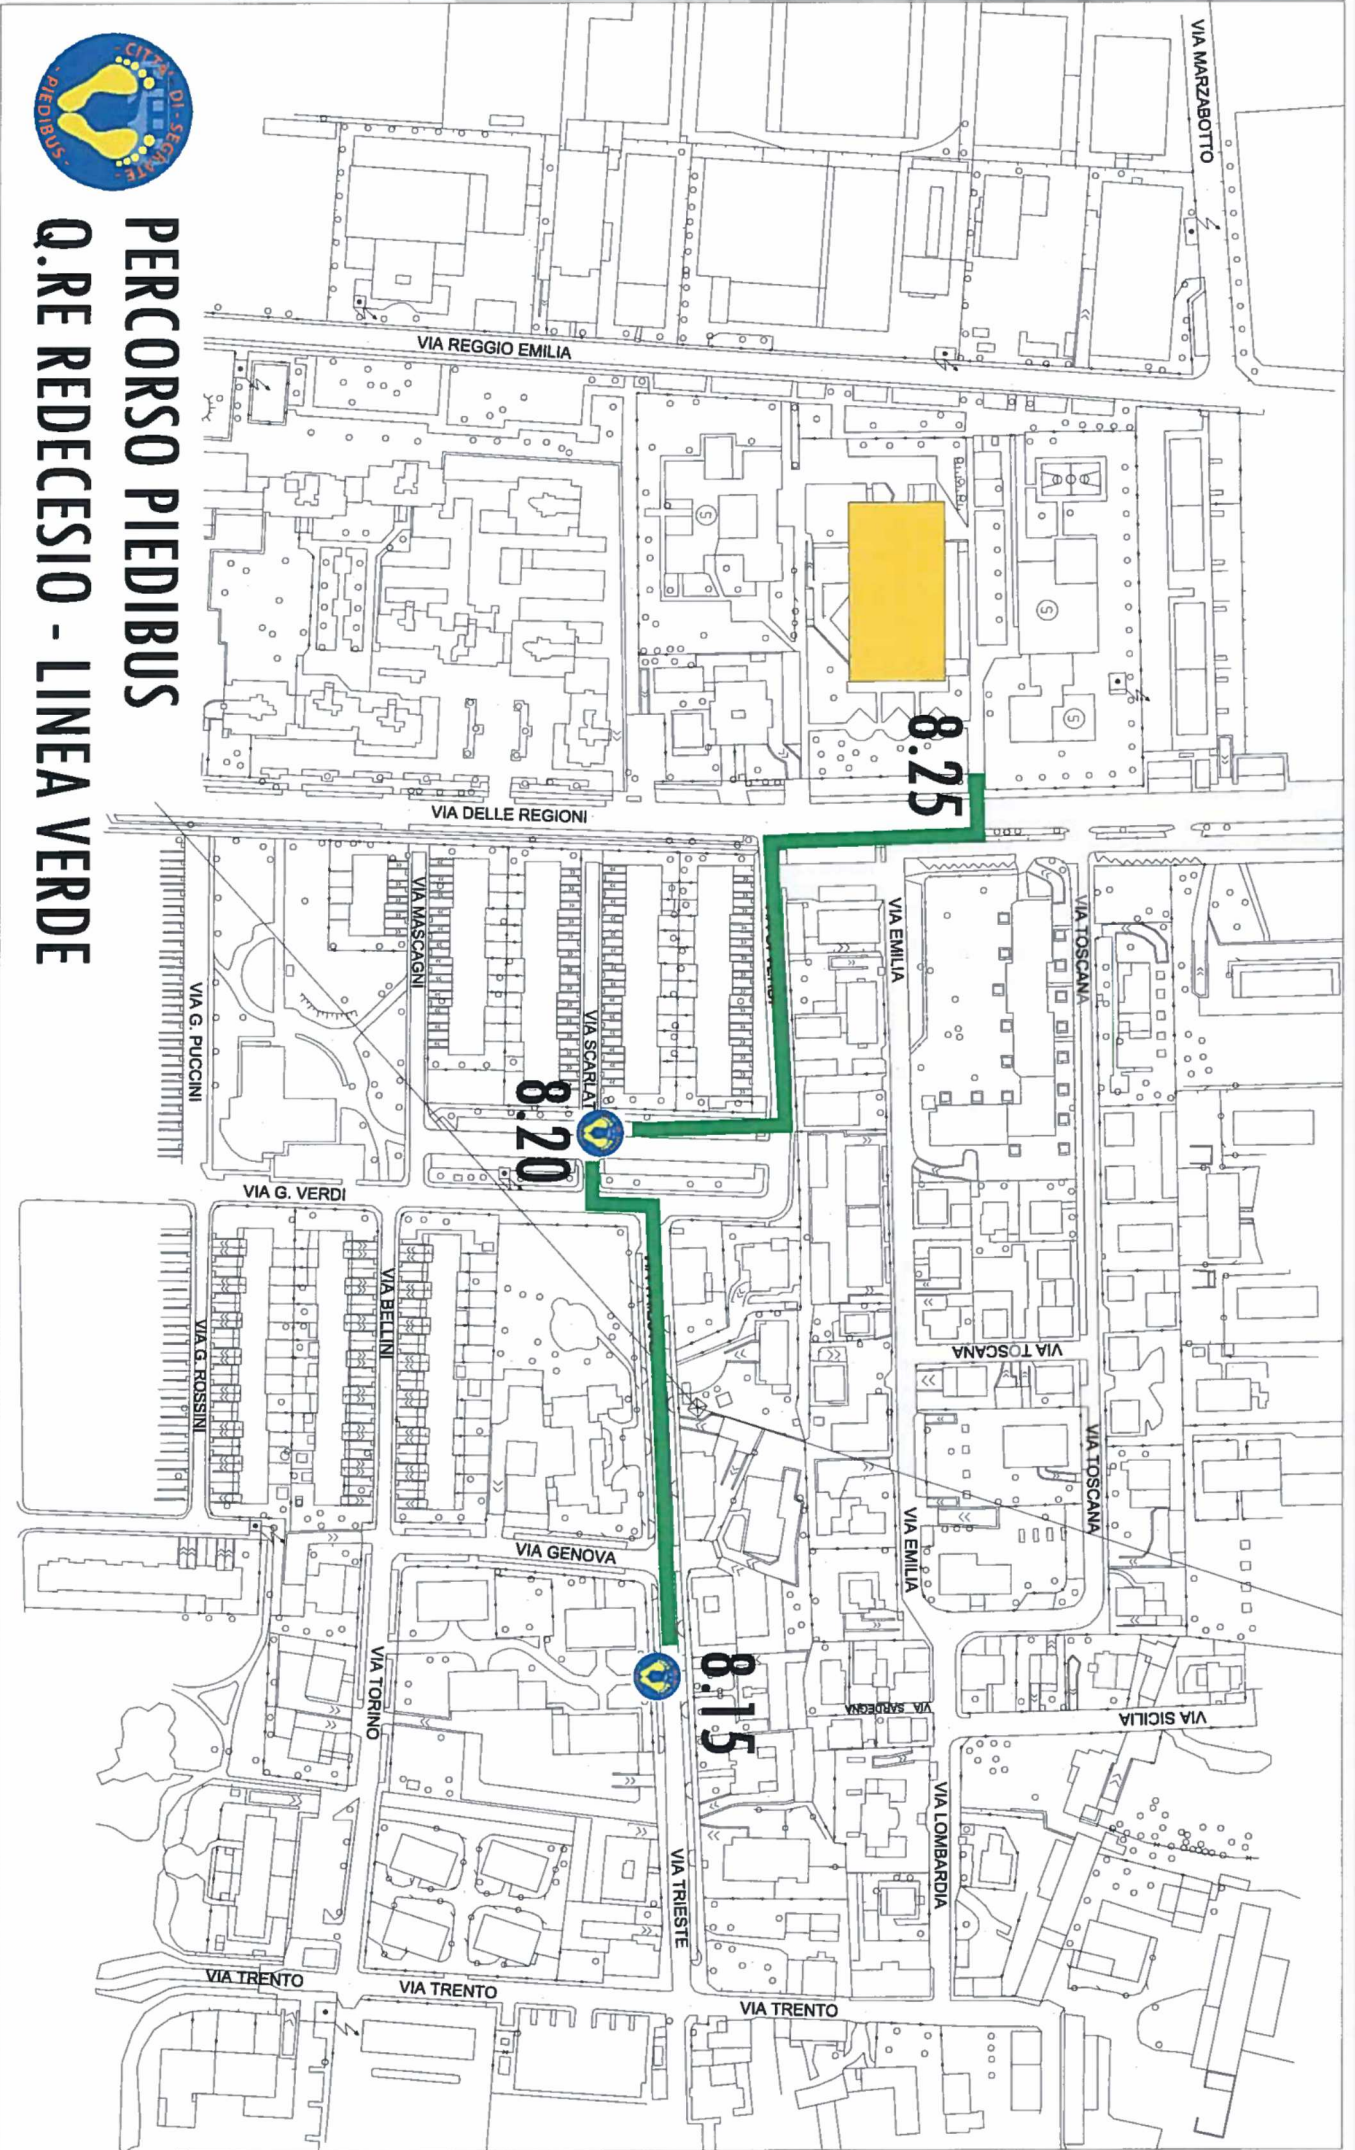 PERCORSO PIEDIBUS
Q.RE REDECESIO - LINEA VERDE
- CITTA' DI - SEGRATE -
- PIEDIBUS -
VIA MARZABOTTO
VIA REGGIO EMILIA
8.25
VIA DELLE REGIONI
VIA TOSCANA
VIA EMILIA
VIA MASCAGNI
VIA SCARLAT
VIA G. PUCCINI
8.20
VIA G. VERDI
VIA TOSCANA
VIA BELLINI
VIA G. ROSSINI
VIA TOSCANA
VIA EMILIA
VIA GENOVA
8.15
VIA SARDEGNA
VIA SICILIA
VIA TORINO
VIA LOMBARDIA
VIA TRIESTE
VIA TRENTO
VIA TRENTO
VIA TRENTO
S
S
S